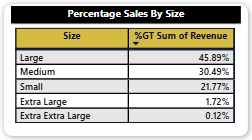 Percentage Sales By Size
Size %GT Sum of Revenue
Large 45.89%
Medium 30.49%
Small 21.77%
Extra Large 1.72%
Extra Extra Large 0.12%